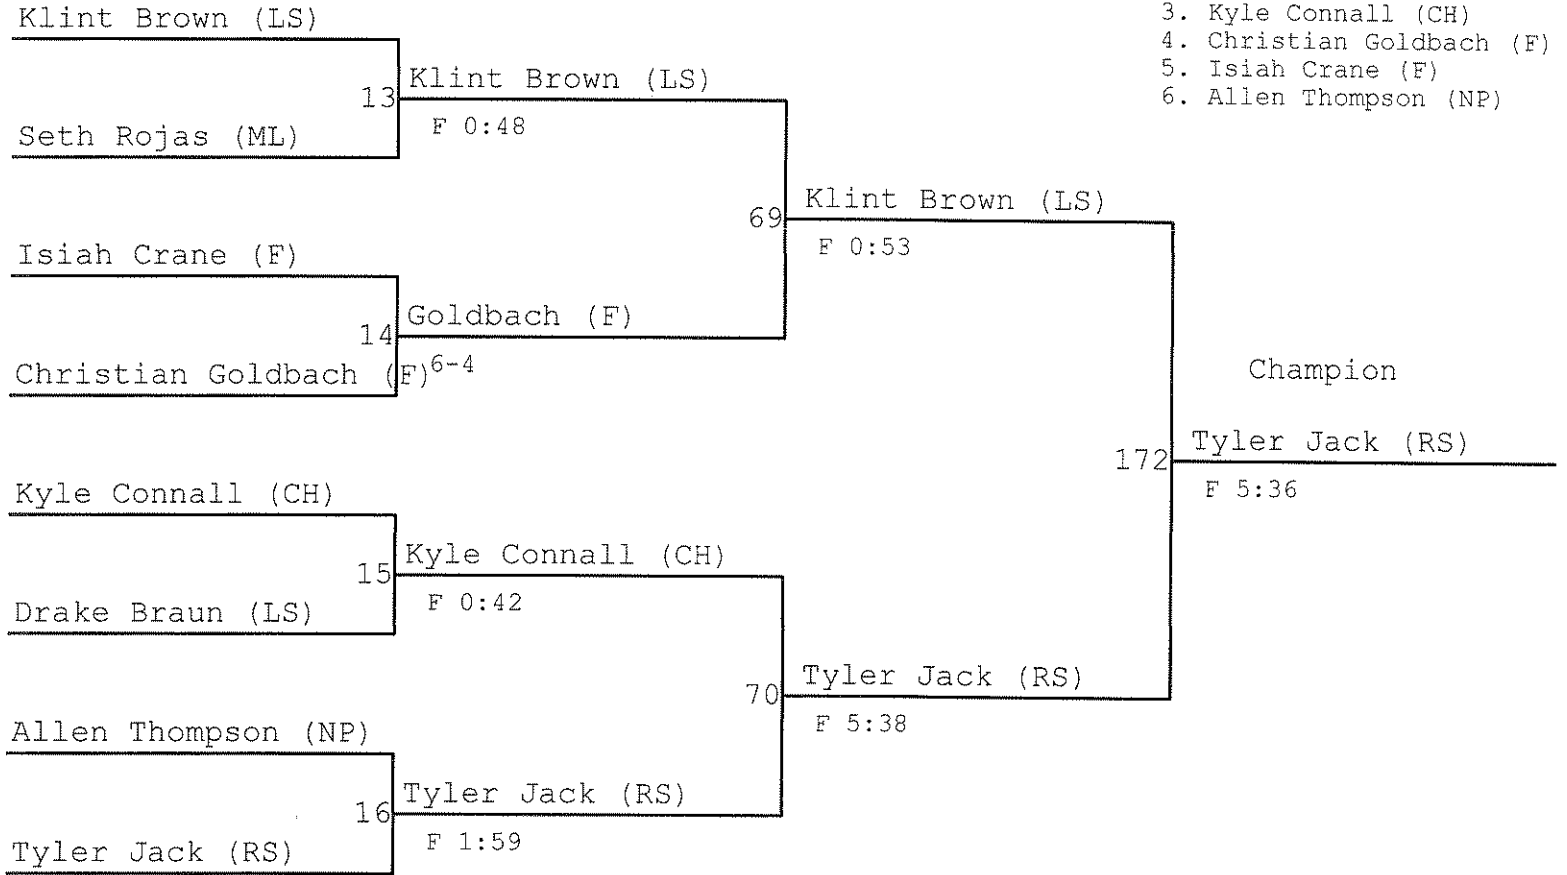 Klint Brown (LS)
3. Kyle Connall (CH)
4. Christian Goldbach (F)
5. Isiah Crane (F)
6. Allen Thompson (NP)
13
Klint Brown (LS)
F 0:48
Seth Rojas (ML)
69
Klint Brown (LS)
F 0:53
Isiah Crane (F)
14
Goldbach (F)
6-4
Christian Goldbach (F)
Champion
172
Tyler Jack (RS)
F 5:36
Kyle Connall (CH)
15
Kyle Connall (CH)
F 0:42
Drake Braun (LS)
70
Tyler Jack (RS)
F 5:38
Allen Thompson (NP)
16
Tyler Jack (RS)
F 1:59
Tyler Jack (RS)